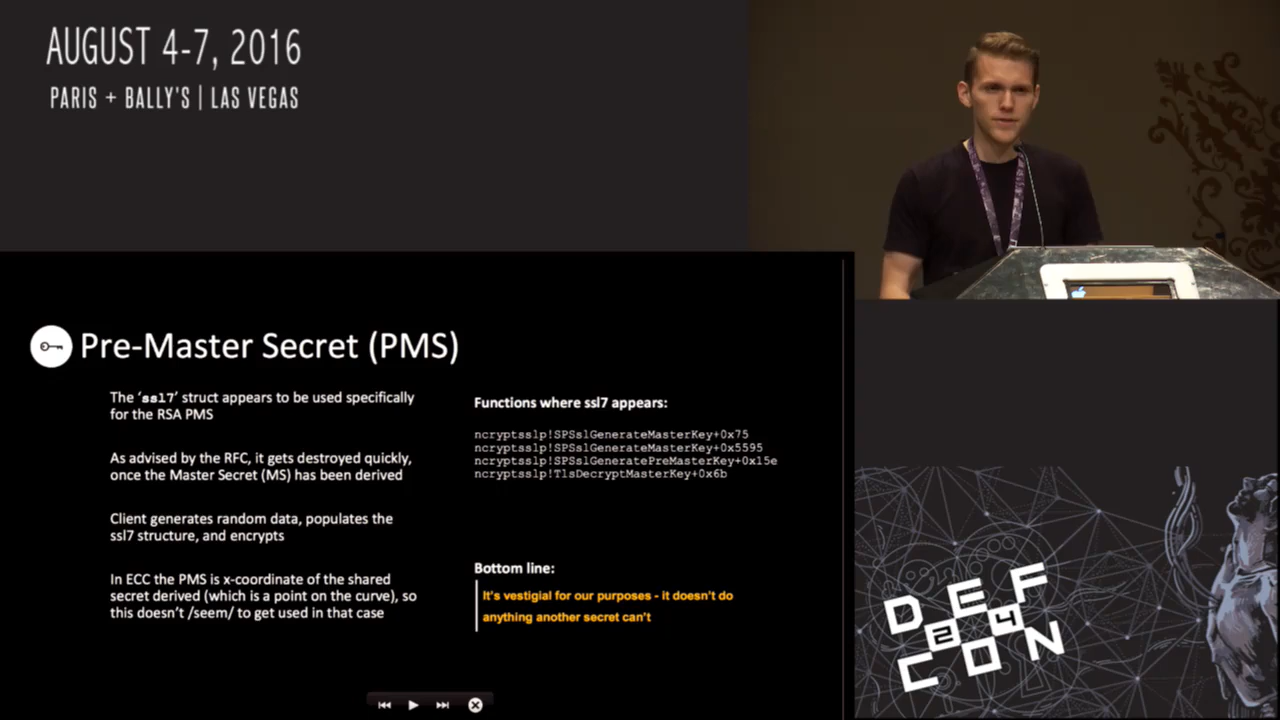 AUGUST 4-7, 2016
PARIS + BALLY'S | LAS VEGAS
Pre-Master Secret (PMS)
The ‘ssl7’ struct appears to be used specifically
for the RSA PMS
As advised by the RFC, it gets destroyed quickly,
once the Master Secret (MS) has been derived
Client generates random data, populates the
ssl7 structure, and encrypts
In ECC the PMS is x-coordinate of the shared
secret derived (which is a point on the curve), so
this doesn’t /seem/ to get used in that case
Functions where ssl7 appears:
ncryptsslp!SPSslGenerateMasterKey+0x75
ncryptsslp!SPSslGenerateMasterKey+0x5595
ncryptsslp!SPSslGeneratePreMasterKey+0x15e
ncryptsslp!TlsDecryptMasterKey+0x6b
Bottom line:
It’s vestigial for our purposes - it doesn’t do
anything another secret can’t
DEF
24
CON